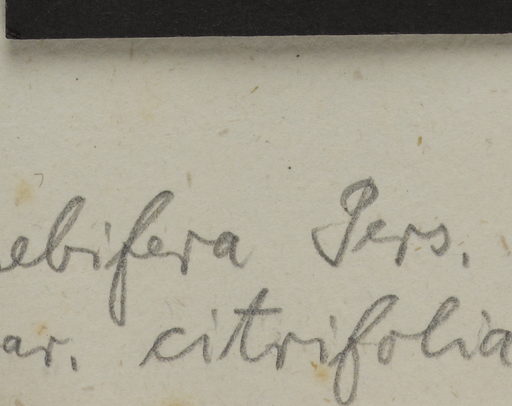 ebifera Pers.
ar. citrifolia